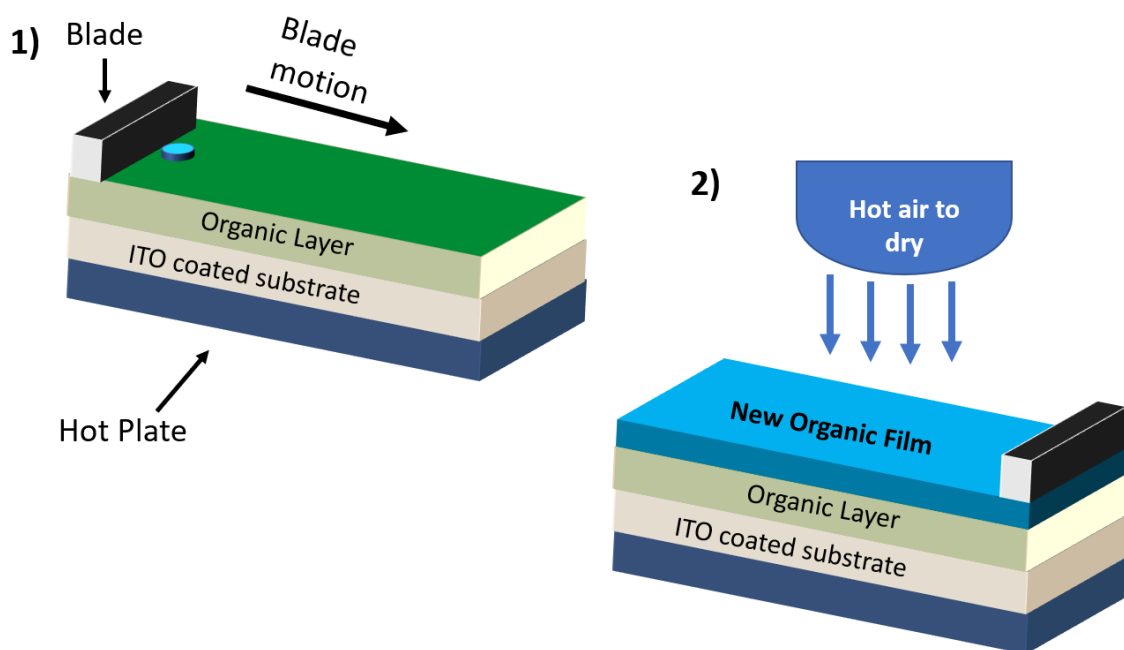 1)
Blade
Blade
motion
Organic Layer
ITO coated substrate
Hot Plate
2)
Hot air to
dry
New Organic Film
Organic Layer
ITO coated substrate